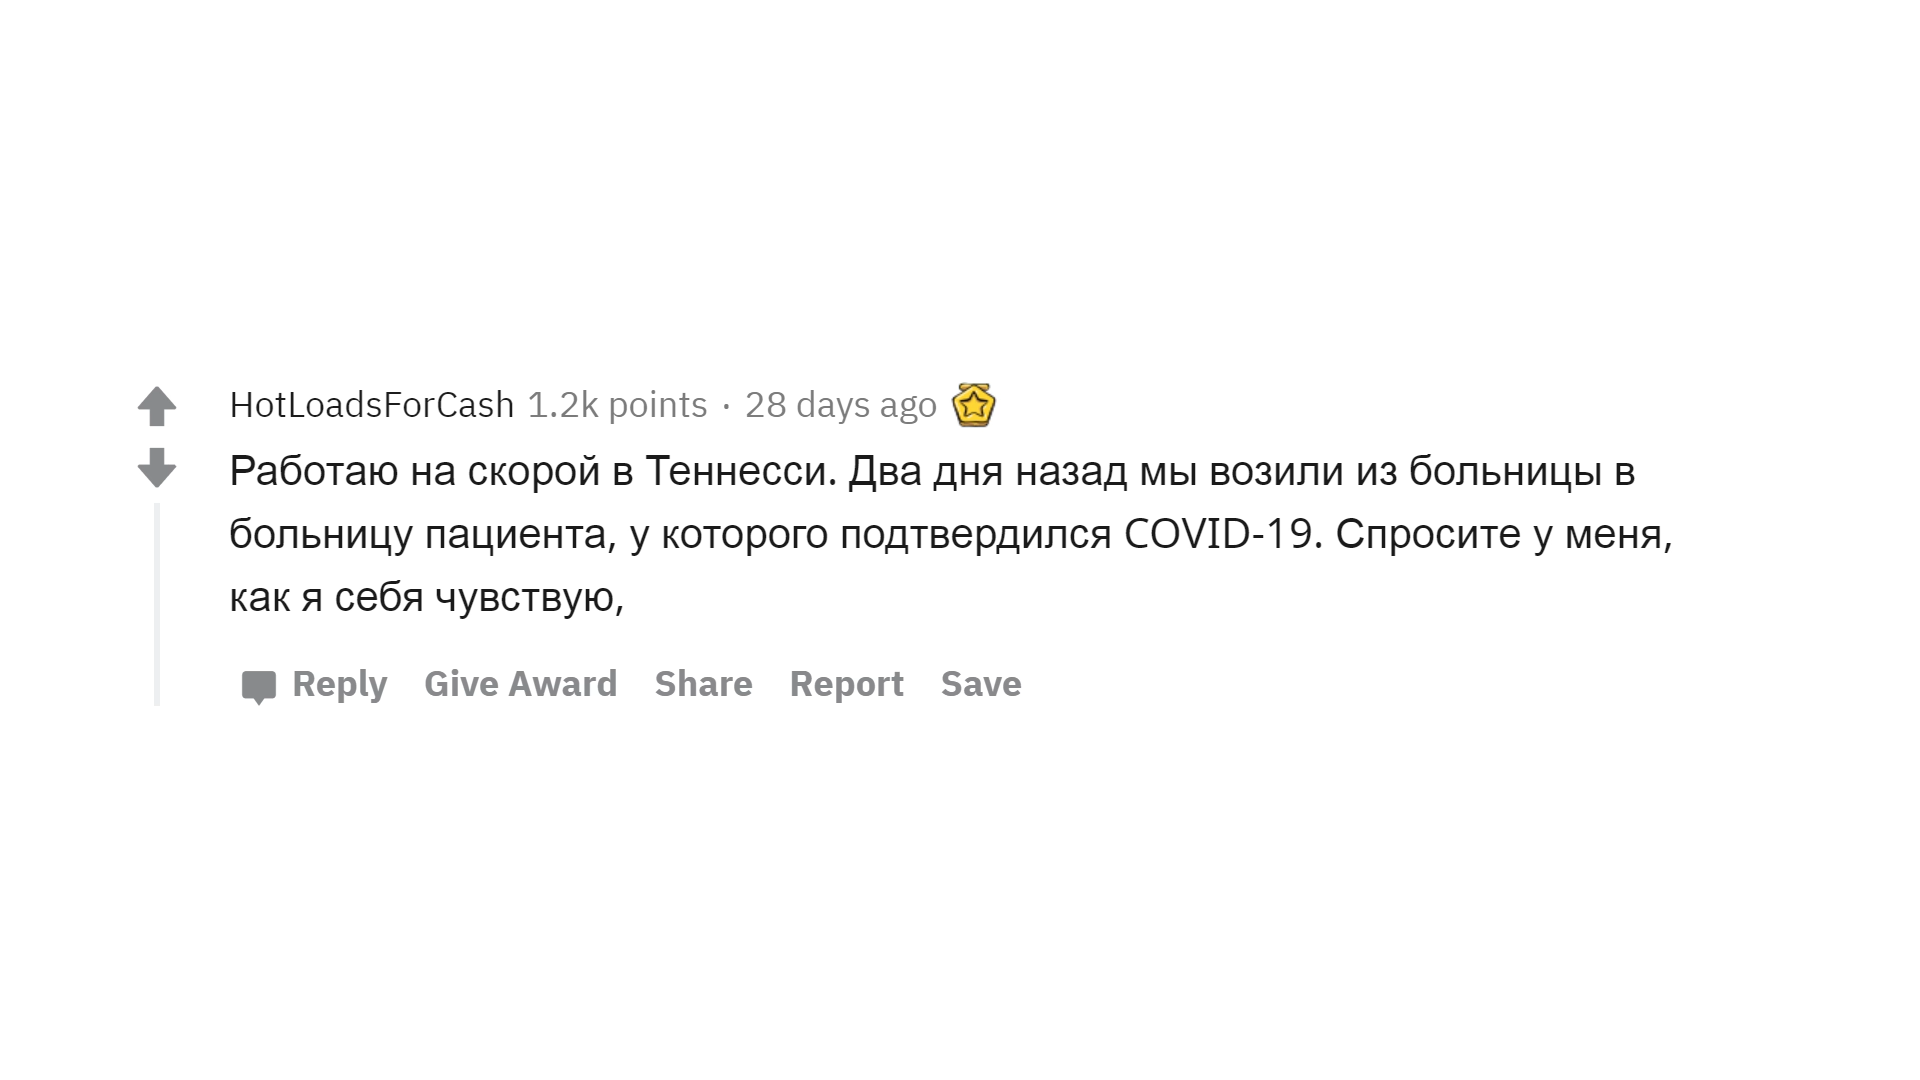 HotLoadsForCash 1.2k points · 28 days ago
Работаю на скорой в Теннесси. Два дня назад мы возили из больницы в
больницу пациента, у которого подтвердился COVID-19. Спросите у меня,
как я себя чувствую,
Reply Give Award Share Report Save